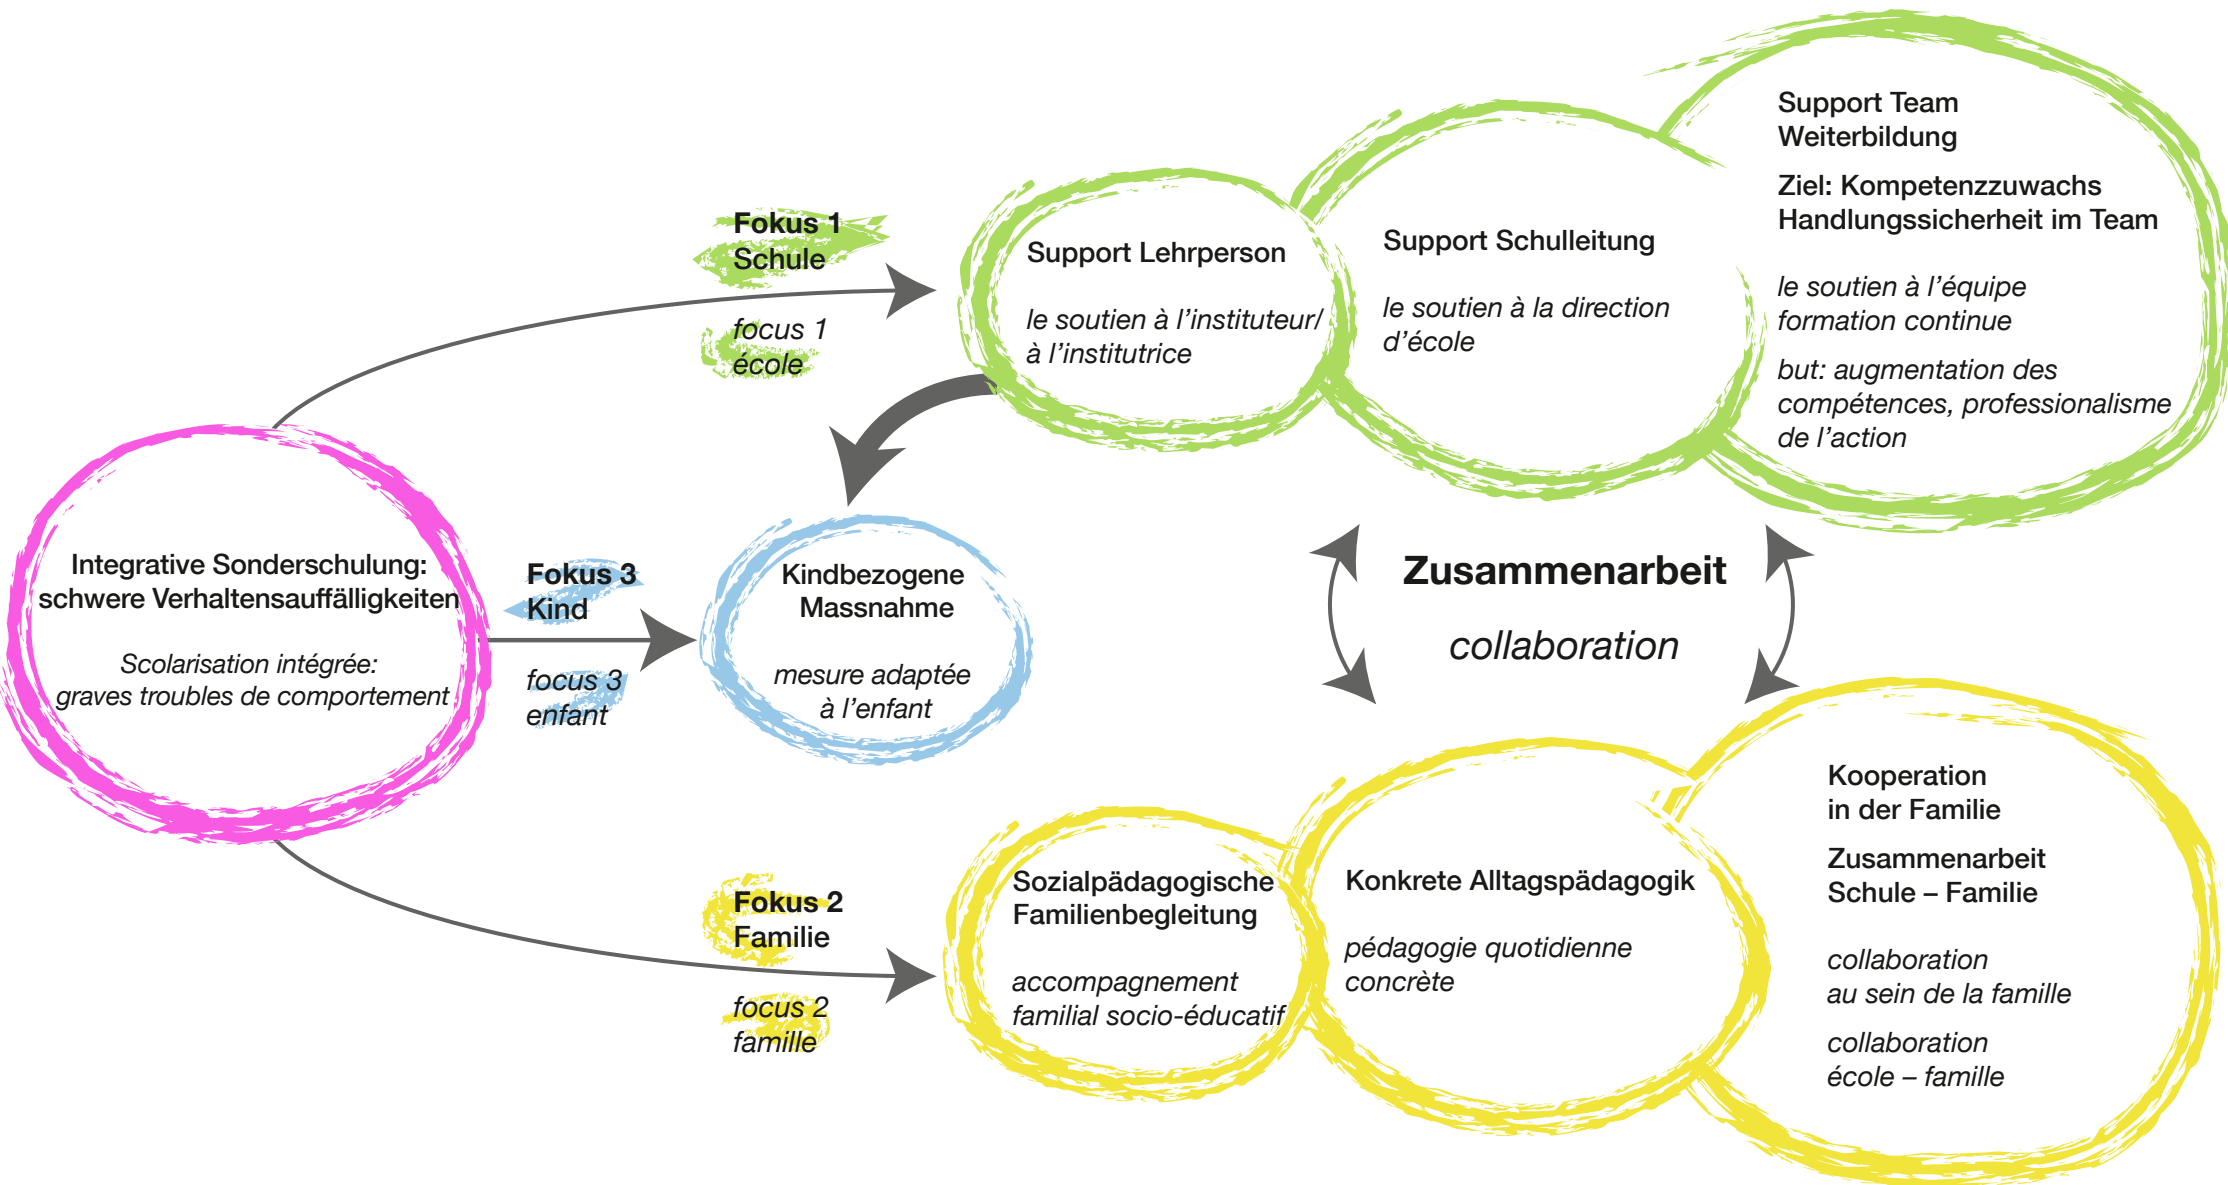 Integrative Sonderschulung:
schwere Verhaltensauffälligkeiten
Scolarisation intégrée:
graves troubles de comportement
Fokus 1
Schule
focus 1
école
Support Lehrperson
le soutien à l’instituteur/
à l’institutrice
Support Schulleitung
le soutien à la direction
d’école
Support Team
Weiterbildung
Ziel: Kompetenzzuwachs
Handlungssicherheit im Team
le soutien à l’équipe
formation continue
but: augmentation des
compétences, professionalisme
de l’action
Fokus 3
Kind
focus 3
enfant
Kindbezogene
Massnahme
mesure adaptée
à l’enfant
Zusammenarbeit
collaboration
Fokus 2
Familie
focus 2
famille
Sozialpädagogische
Familienbegleitung
accompagnement
familial socio-éducatif
Konkrete Alltagspädagogik
pédagogie quotidienne
concrète
Kooperation
in der Familie
Zusammenarbeit
Schule – Familie
collaboration
au sein de la famille
collaboration
école – famille